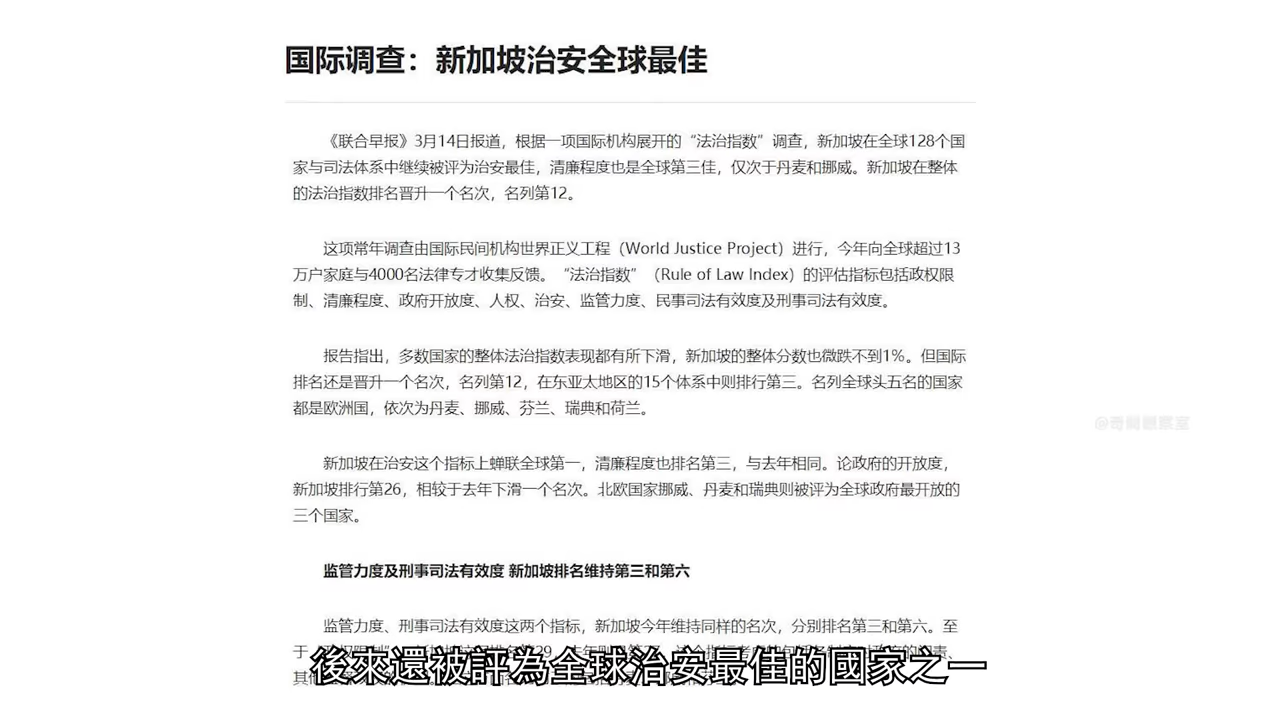 国际调查：新加坡治安全球最佳
《联合早报》3月14日报道，根据一项国际机构展开的“法治指数”调查，新加坡在全球128个国
家与司法体系中继续被评为治安最佳，清廉程度也是全球第三佳，仅次于丹麦和挪威。新加坡在整体
的法治指数排名晋升一个名次，名列第12。
这项常年调查由国际民间机构世界正义工程（World Justice Project）进行，今年向全球超过13
万户家庭与4000名法律专才收集反馈。“法治指数”（Rule of Law Index）的评估指标包括政权限
制、清廉程度、政府开放度、人权、治安、监管力度、民事司法有效度及刑事司法有效度。
报告指出，多数国家的整体法治指数表现都有所下滑，新加坡的整体分数也微跌不到1%。但国际
排名还是晋升一个名次，名列第12，在东亚太地区的15个体系中则排行第三。名列全球头五名的国家
都是欧洲国，依次为丹麦、挪威、芬兰、瑞典和荷兰。
新加坡在治安这个指标上蝉联全球第一，清廉程度也排名第三，与去年相同。论政府的开放度，
新加坡排行第26，相较于去年下滑一个名次。北欧国家挪威、丹麦和瑞典则被评为全球政府最开放的
三个国家。
监管力度及刑事司法有效度 新加坡排名维持第三和第六
监管力度、刑事司法有效度这两个指标，新加坡今年维持同样的名次，分别排名第三和第六。至
于
其他
後來還被評為全球治安最佳的國家之一